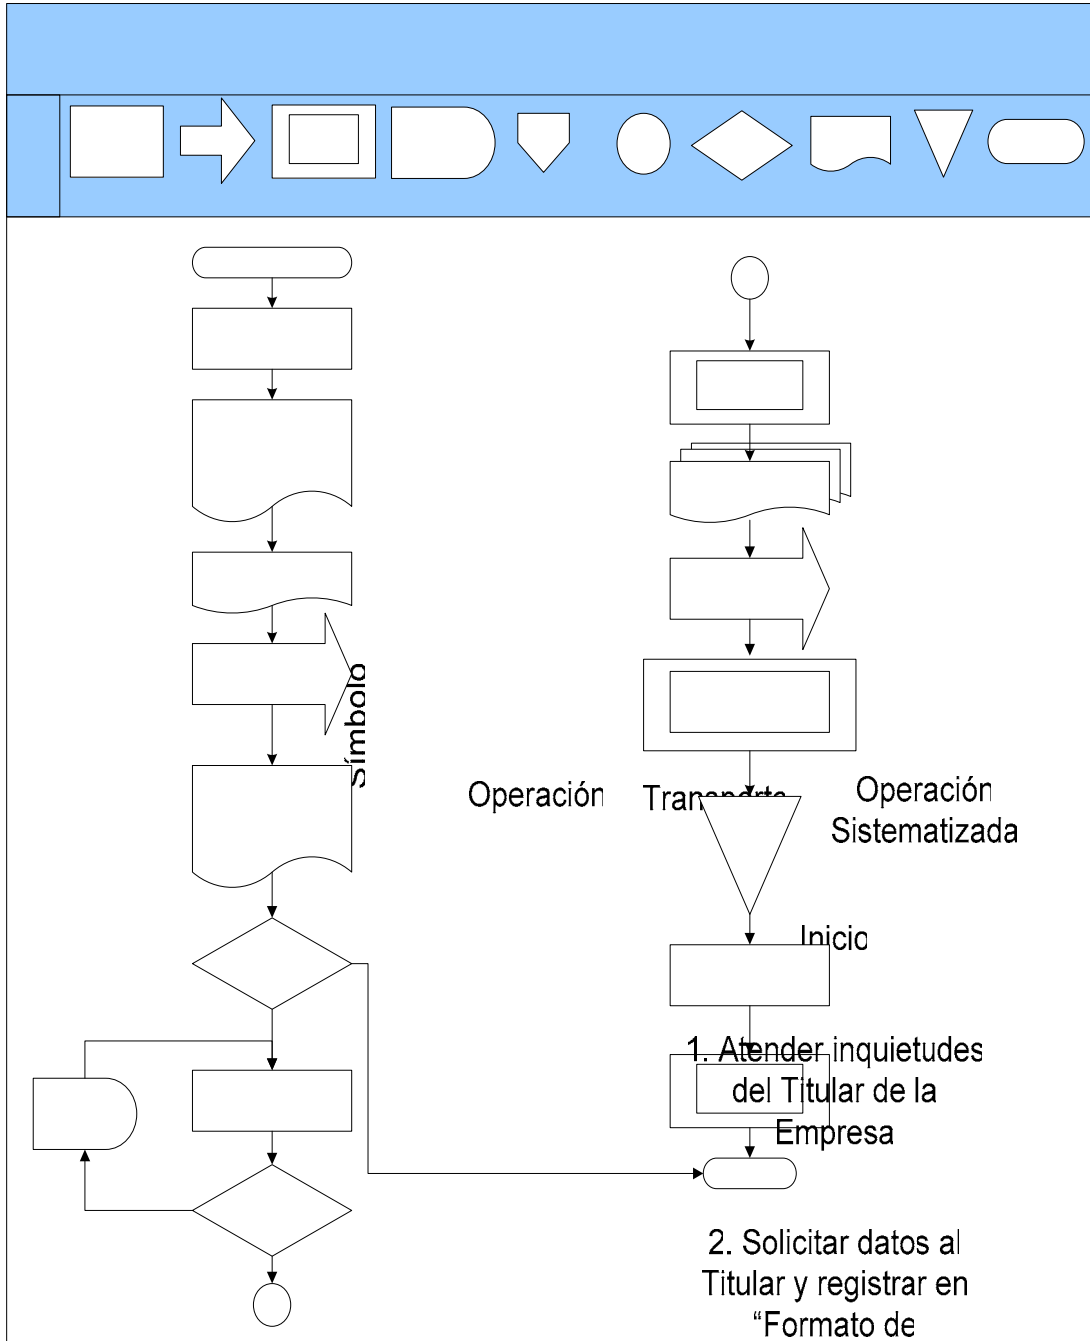 Símbolo
Operación
Transporte
Operación
Sistematizada
Inicio
1. Atender inquietudes
del Titular de la
Empresa
2. Solicitar datos al
Titular y registrar en
“Formato de